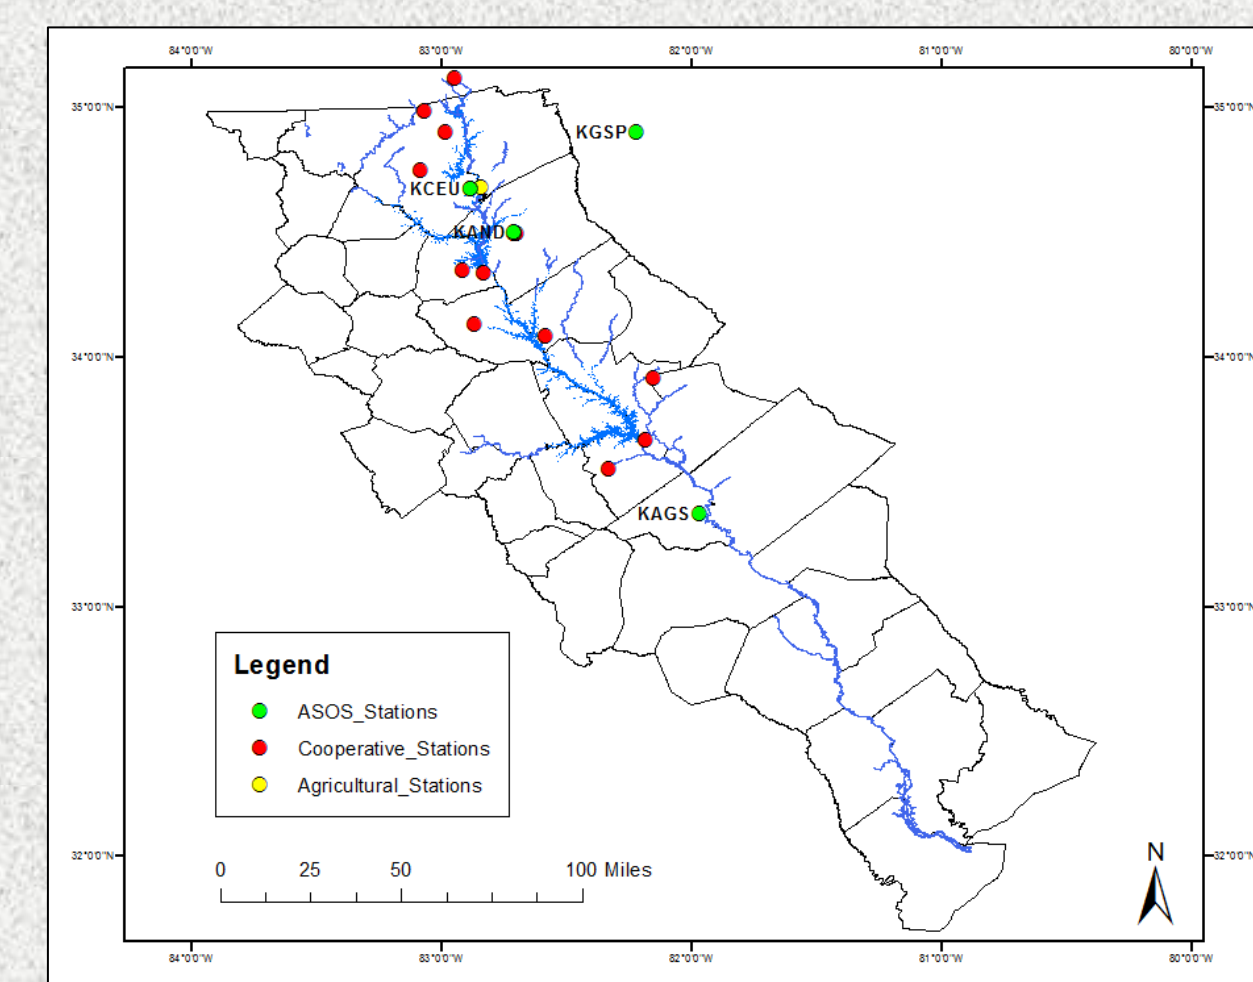 84°0'0"W 83°0'0"W 82°0'0"W 81°0'0"W 80°0'0"W
35°0'0"N 35°0'0"N
KGSP
KCEU
KAND
34°0'0"N 34°0'0"N
KAGS
33°0'0"N 33°0'0"N
Legend
ASOS_Stations
Cooperative_Stations
Agricultural_Stations
32°0'0"N 32°0'0"N
N
0 25 50 100 Miles
84°0'0"W 83°0'0"W 82°0'0"W 81°0'0"W 80°0'0"W